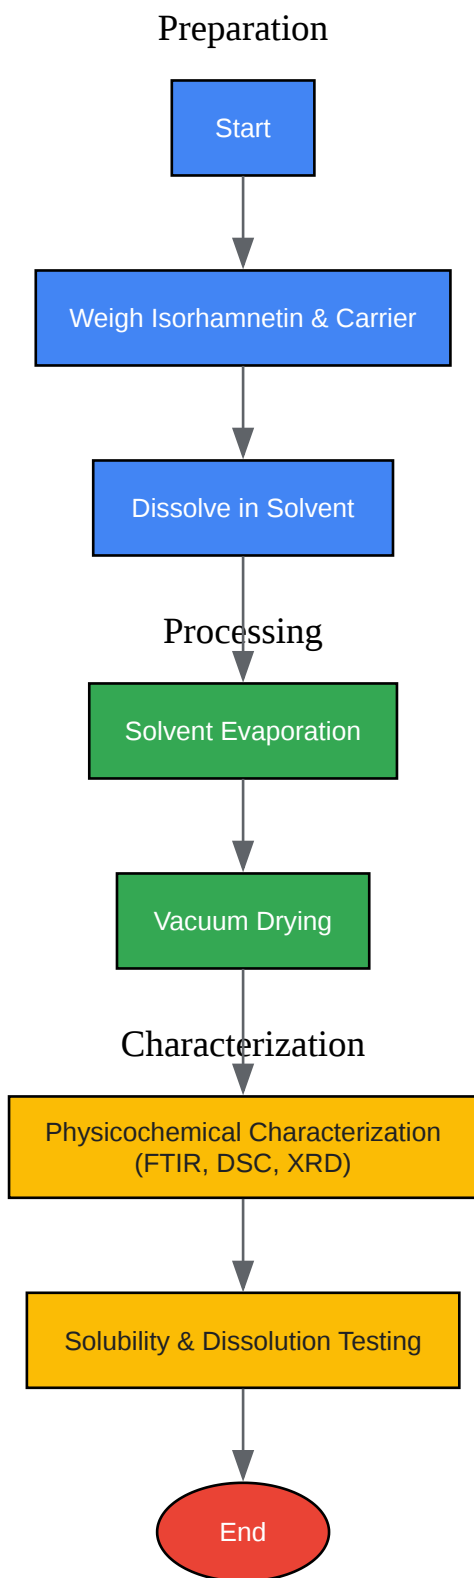 Preparation
Start
Weigh Isorhamnetin & Carrier
Dissolve in Solvent
Processing
Solvent Evaporation
Vacuum Drying
Characterization
Physicochemical Characterization
(FTIR, DSC, XRD)
Solubility & Dissolution Testing
End